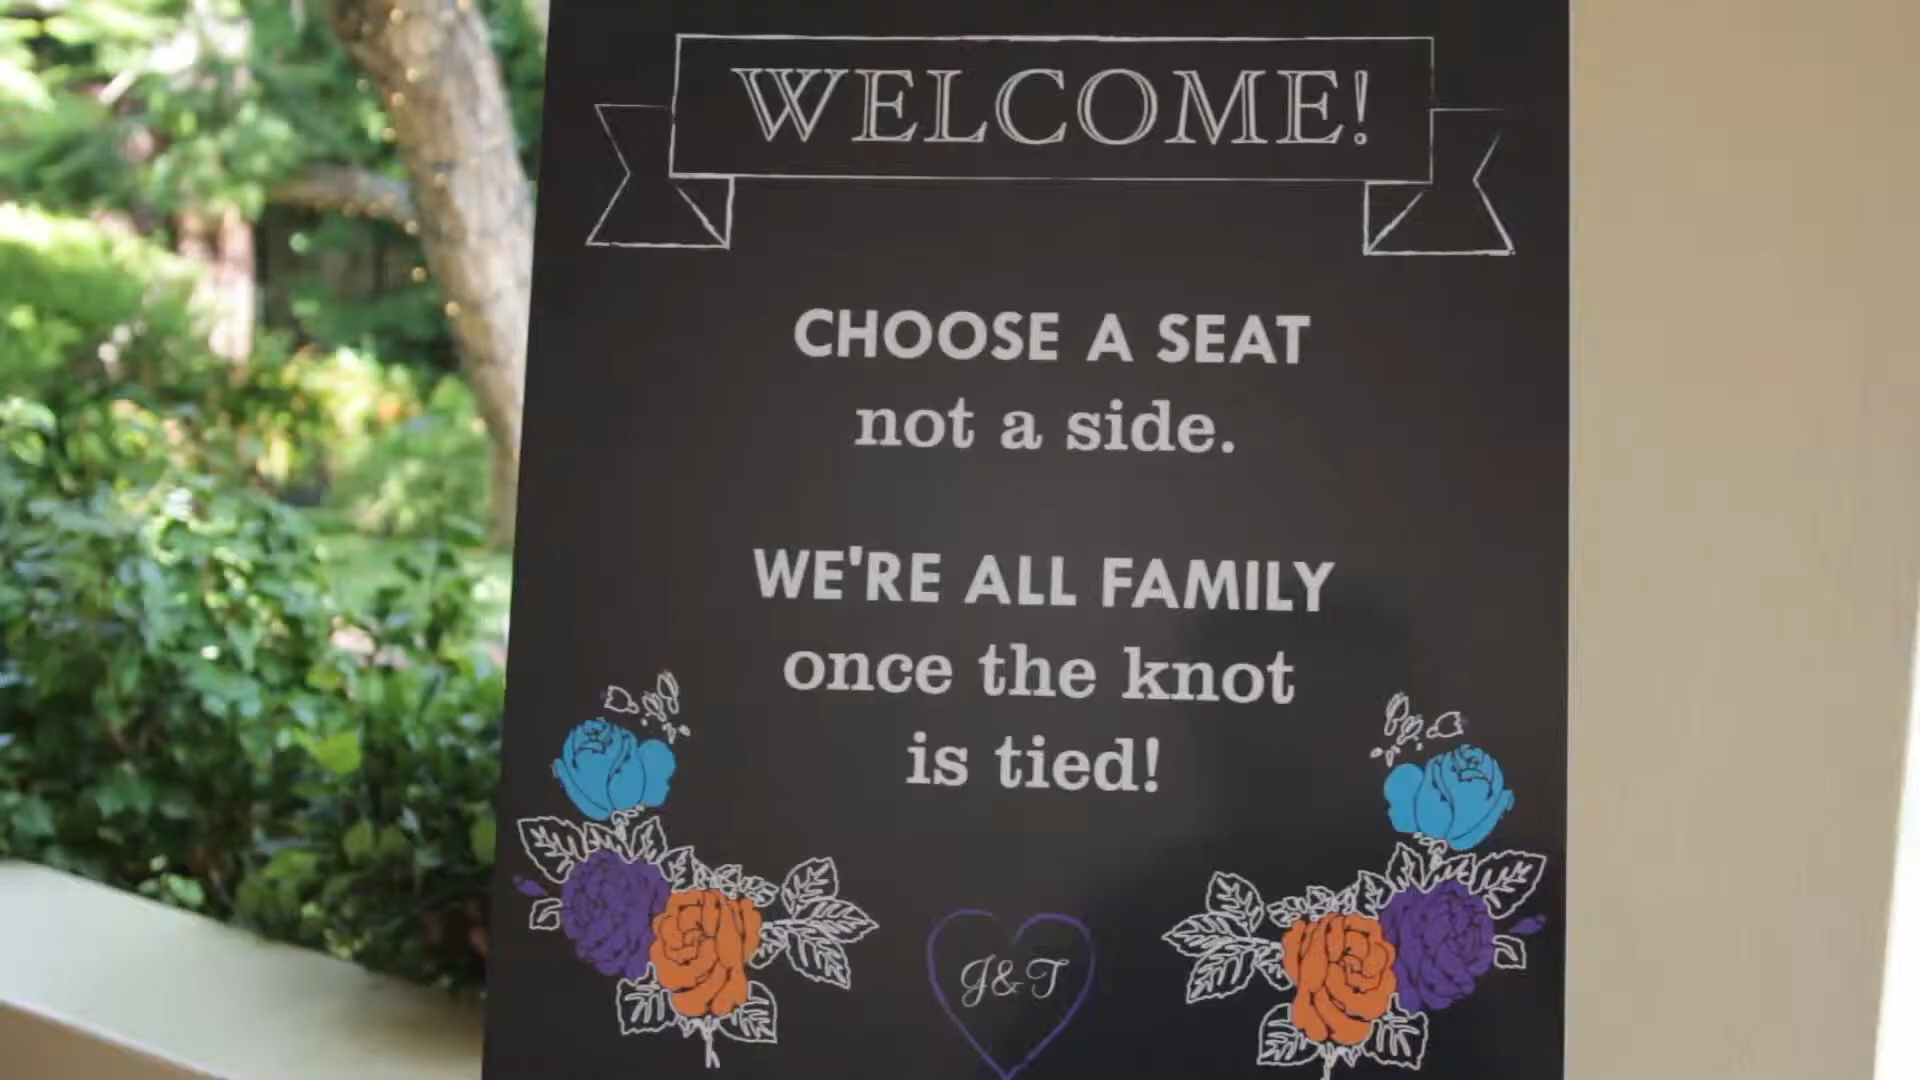 WELCOME!
CHOOSE A SEAT
not a side.
WE'RE ALL FAMILY
once the knot
is tied!
J&T